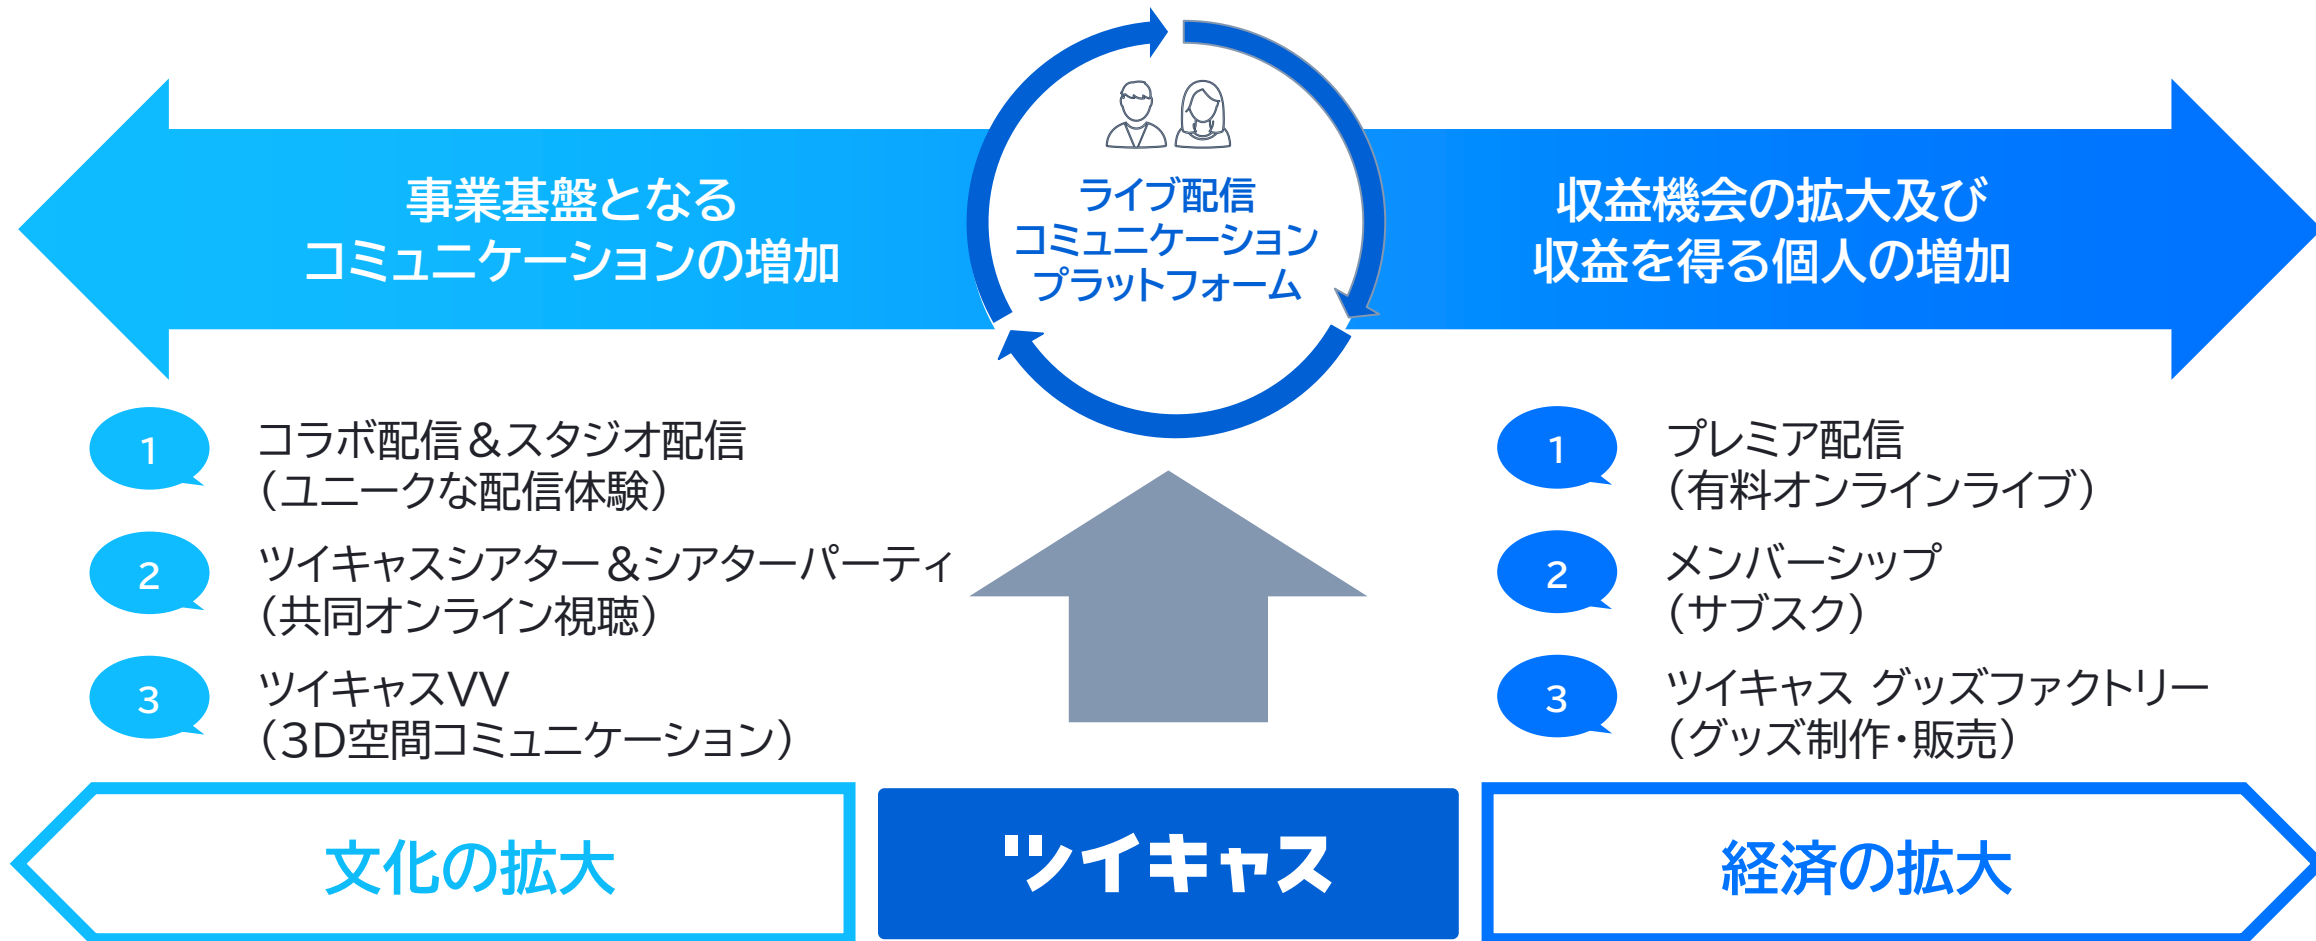 ライブ配信
コミュニケーション
プラットフォーム
事業基盤となる
コミュニケーションの増加
収益機会の拡大及び
収益を得る個人の増加
1
コラボ配信＆スタジオ配信
（ユニークな配信体験）
2
ツイキャスシアター＆シアターパーティ
（共同オンライン視聴）
3
ツイキャスVV
（3D空間コミュニケーション）
1
プレミア配信
（有料オンラインライブ）
2
メンバーシップ
（サブスク）
3
ツイキャス グッズファクトリー
（グッズ制作・販売）
文化の拡大
ツイキャス
経済の拡大